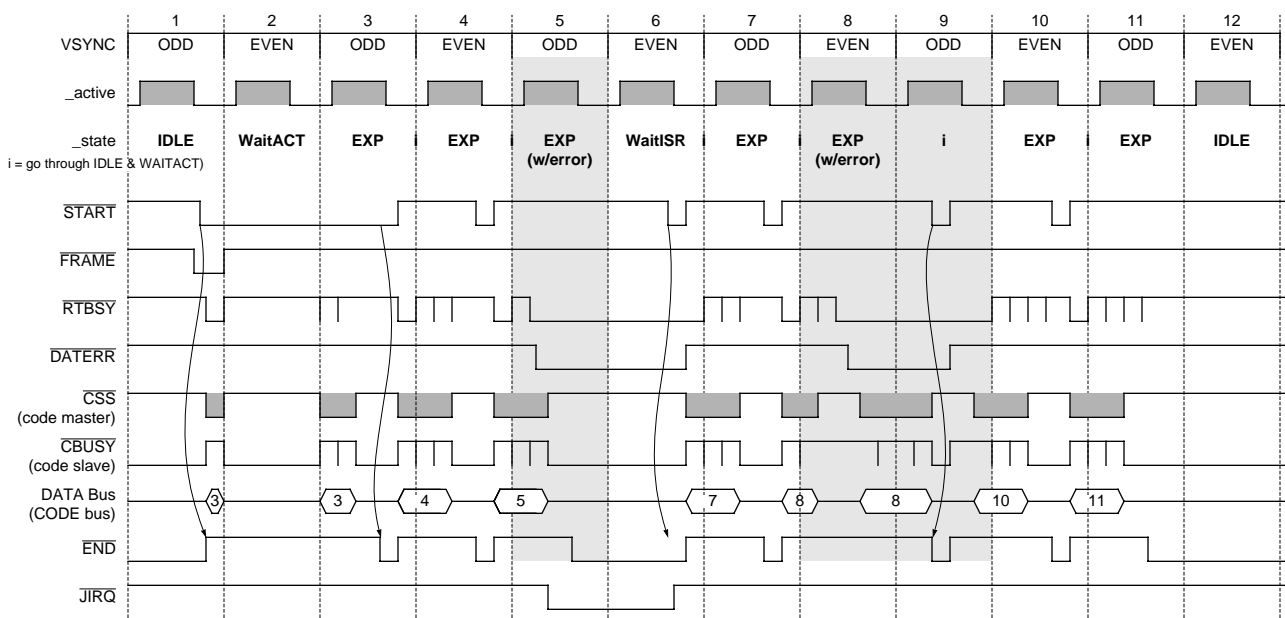 1 2 3 4 5 6 7 8 9 10 11 12
VSYNC ODD EVEN ODD EVEN ODD EVEN ODD EVEN ODD EVEN ODD EVEN
_active
_state IDLE WaitACT EXP i EXP i EXP WaitISR i EXP i EXP i EXP i EXP IDLE
(w/error) (w/error)
i = go through IDLE & WAITACT)
START
FRAME
RTBSY
DATERR
CSS
(code master)
CBUSY
(code slave)
DATA Bus 3 3 4 5 7 8 8 10 11
(CODE bus)
END
JIRQ